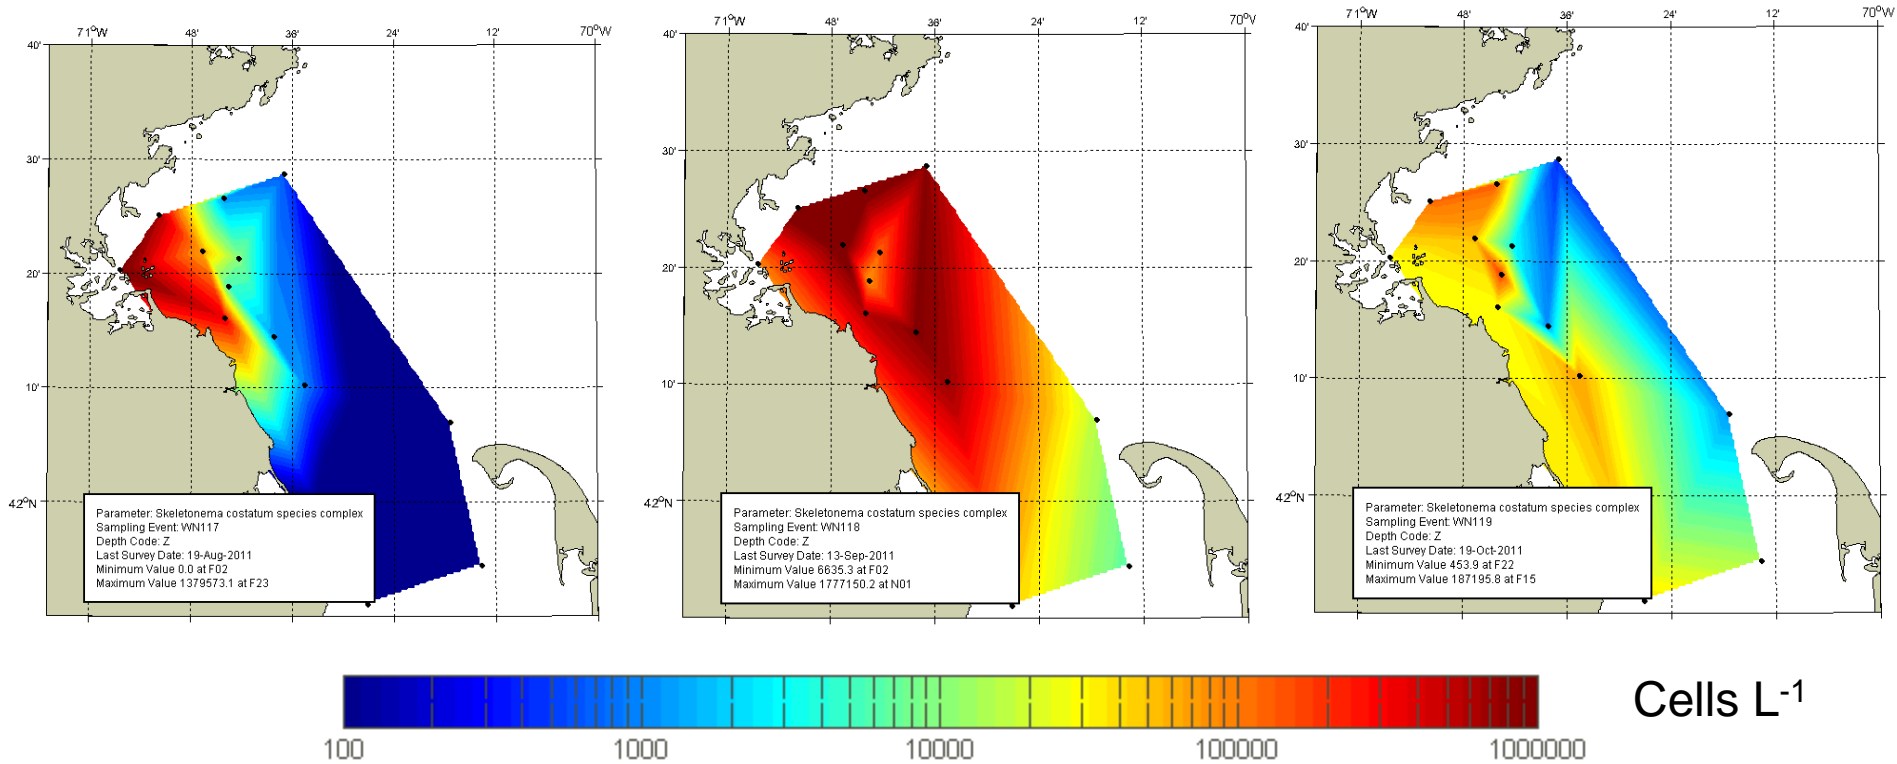 71°W 48' 36' 24' 12' 70°W
40'
30'
20'
10'
42°N
Parameter: Skeletonema costatum species complex
Sampling Event: WN117
Depth Code: Z
Last Survey Date: 19-Aug-2011
Minimum Value 0.0 at F02
Maximum Value 1379573.1 at F23
71°W 48' 36' 24' 12' 70°V
40'
30'
20'
10'
42°N
Parameter: Skeletonema costatum species complex
Sampling Event: WN118
Depth Code: Z
Last Survey Date: 13-Sep-2011
Minimum Value 6635.3 at F02
Maximum Value 1777150.2 at N01
71°W 48' 36' 24' 12' 70°W
40'
30'
20'
10'
42°N
Parameter: Skeletonema costatum species complex
Sampling Event: WN119
Depth Code: Z
Last Survey Date: 19-Oct-2011
Minimum Value 453.9 at F22
Maximum Value 187195.8 at F15
100 1000 10000 100000 1000000
Cells L⁻¹